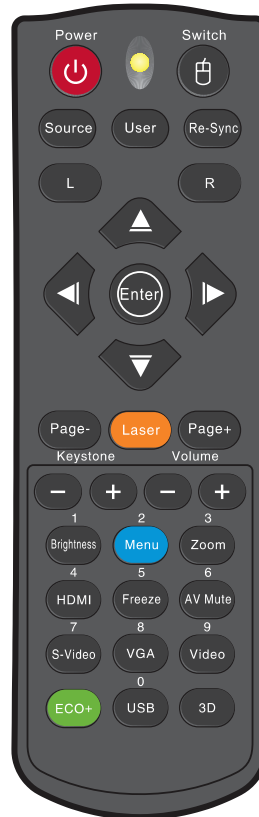 Power Switch
Source User Re-Sync
L R
Enter
Page- Laser Page+
Keystone Volume
− + − +
1 2 3
Brightness Menu Zoom
4 5 6
HDMI Freeze AV Mute
7 8 9
S-Video VGA Video
0
ECO+ USB 3D